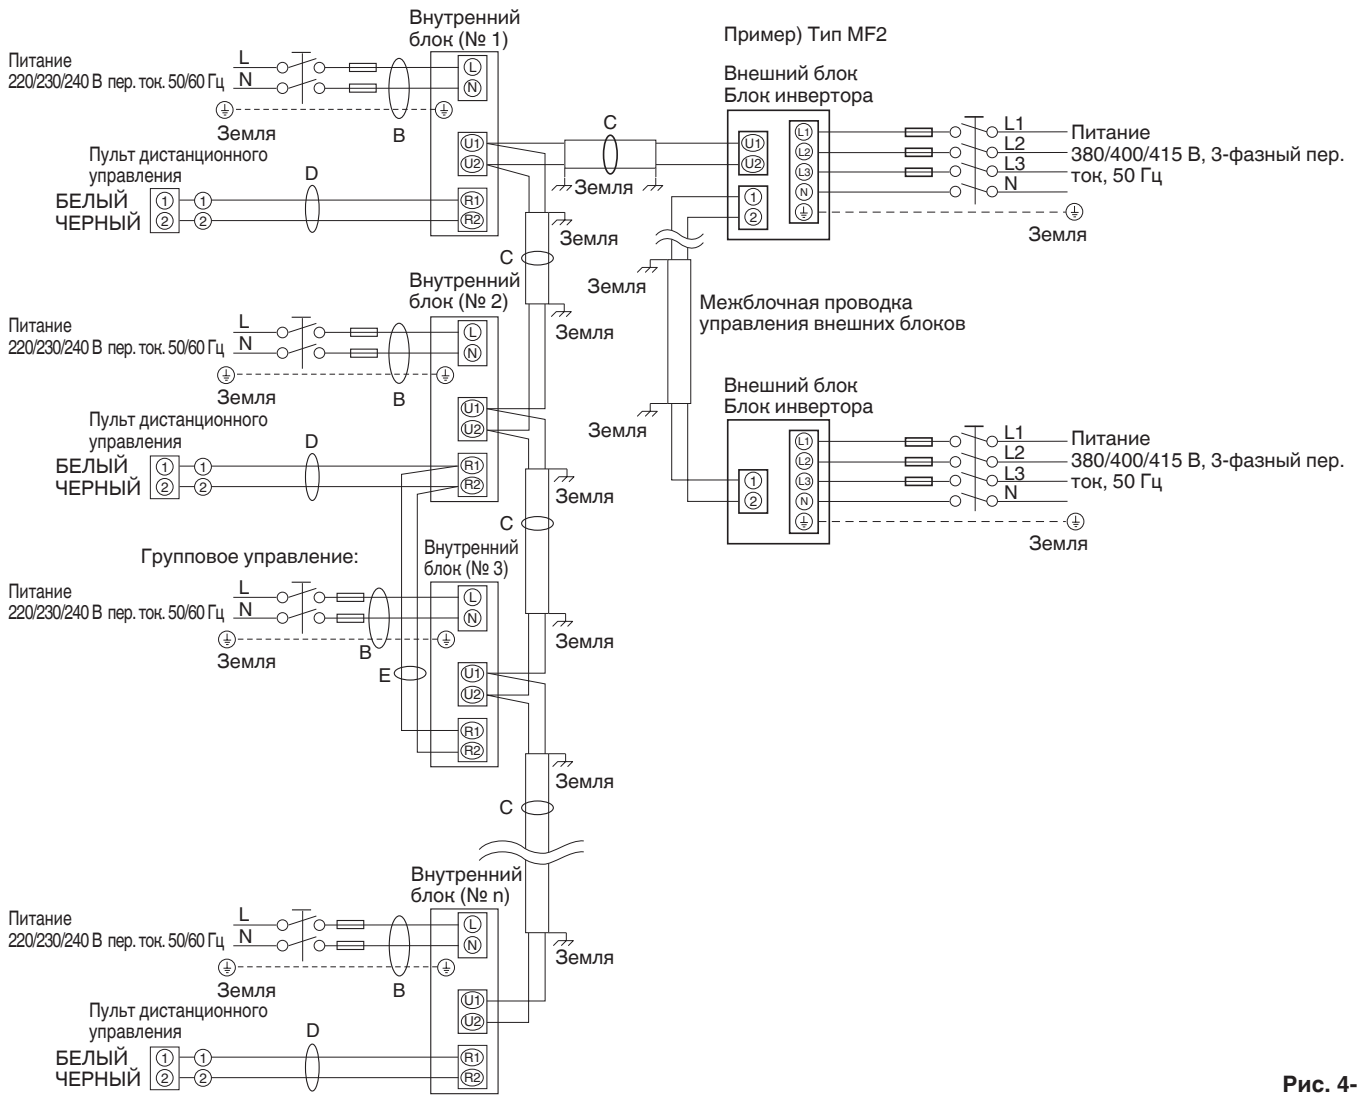 Внутренний
блок (№ 1)
Питание
220/230/240 В пер. ток. 50/60 Гц
L
N
Земля
B
L
N
U1
U2
R1
R2
Пульт дистанционного
управления
БЕЛЫЙ 1 1
ЧЕРНЫЙ 2 2
D
C
Земля
Пример) Тип MF2
Внешний блок
Блок инвертора
U1
U2
1
2
L1
L2
L3
N
L1
L2
L3
N
Питание
380/400/415 В, 3-фазный пер.
ток, 50 Гц
Земля
Земля
C
Земля
Земля
Межблочная проводка
управления внешних блоков
Земля
Внутренний
блок (№ 2)
Питание
220/230/240 В пер. ток. 50/60 Гц
L
N
Земля
B
L
N
U1
U2
R1
R2
Пульт дистанционного
управления
БЕЛЫЙ 1 1
ЧЕРНЫЙ 2 2
D
Земля
C
Земля
Внешний блок
Блок инвертора
1
2
L1
L2
L3
N
L1
L2
L3
N
Питание
380/400/415 В, 3-фазный пер.
ток, 50 Гц
Земля
Групповое управление:
Внутренний
блок (№ 3)
Питание
220/230/240 В пер. ток. 50/60 Гц
L
N
Земля
B
E
L
N
U1
U2
R1
R2
Земля
C
Внутренний
блок (№ n)
Питание
220/230/240 В пер. ток. 50/60 Гц
L
N
Земля
B
L
N
U1
U2
R1
R2
Земля
Пульт дистанционного
управления
БЕЛЫЙ 1 1
ЧЕРНЫЙ 2 2
D
Рис. 4-